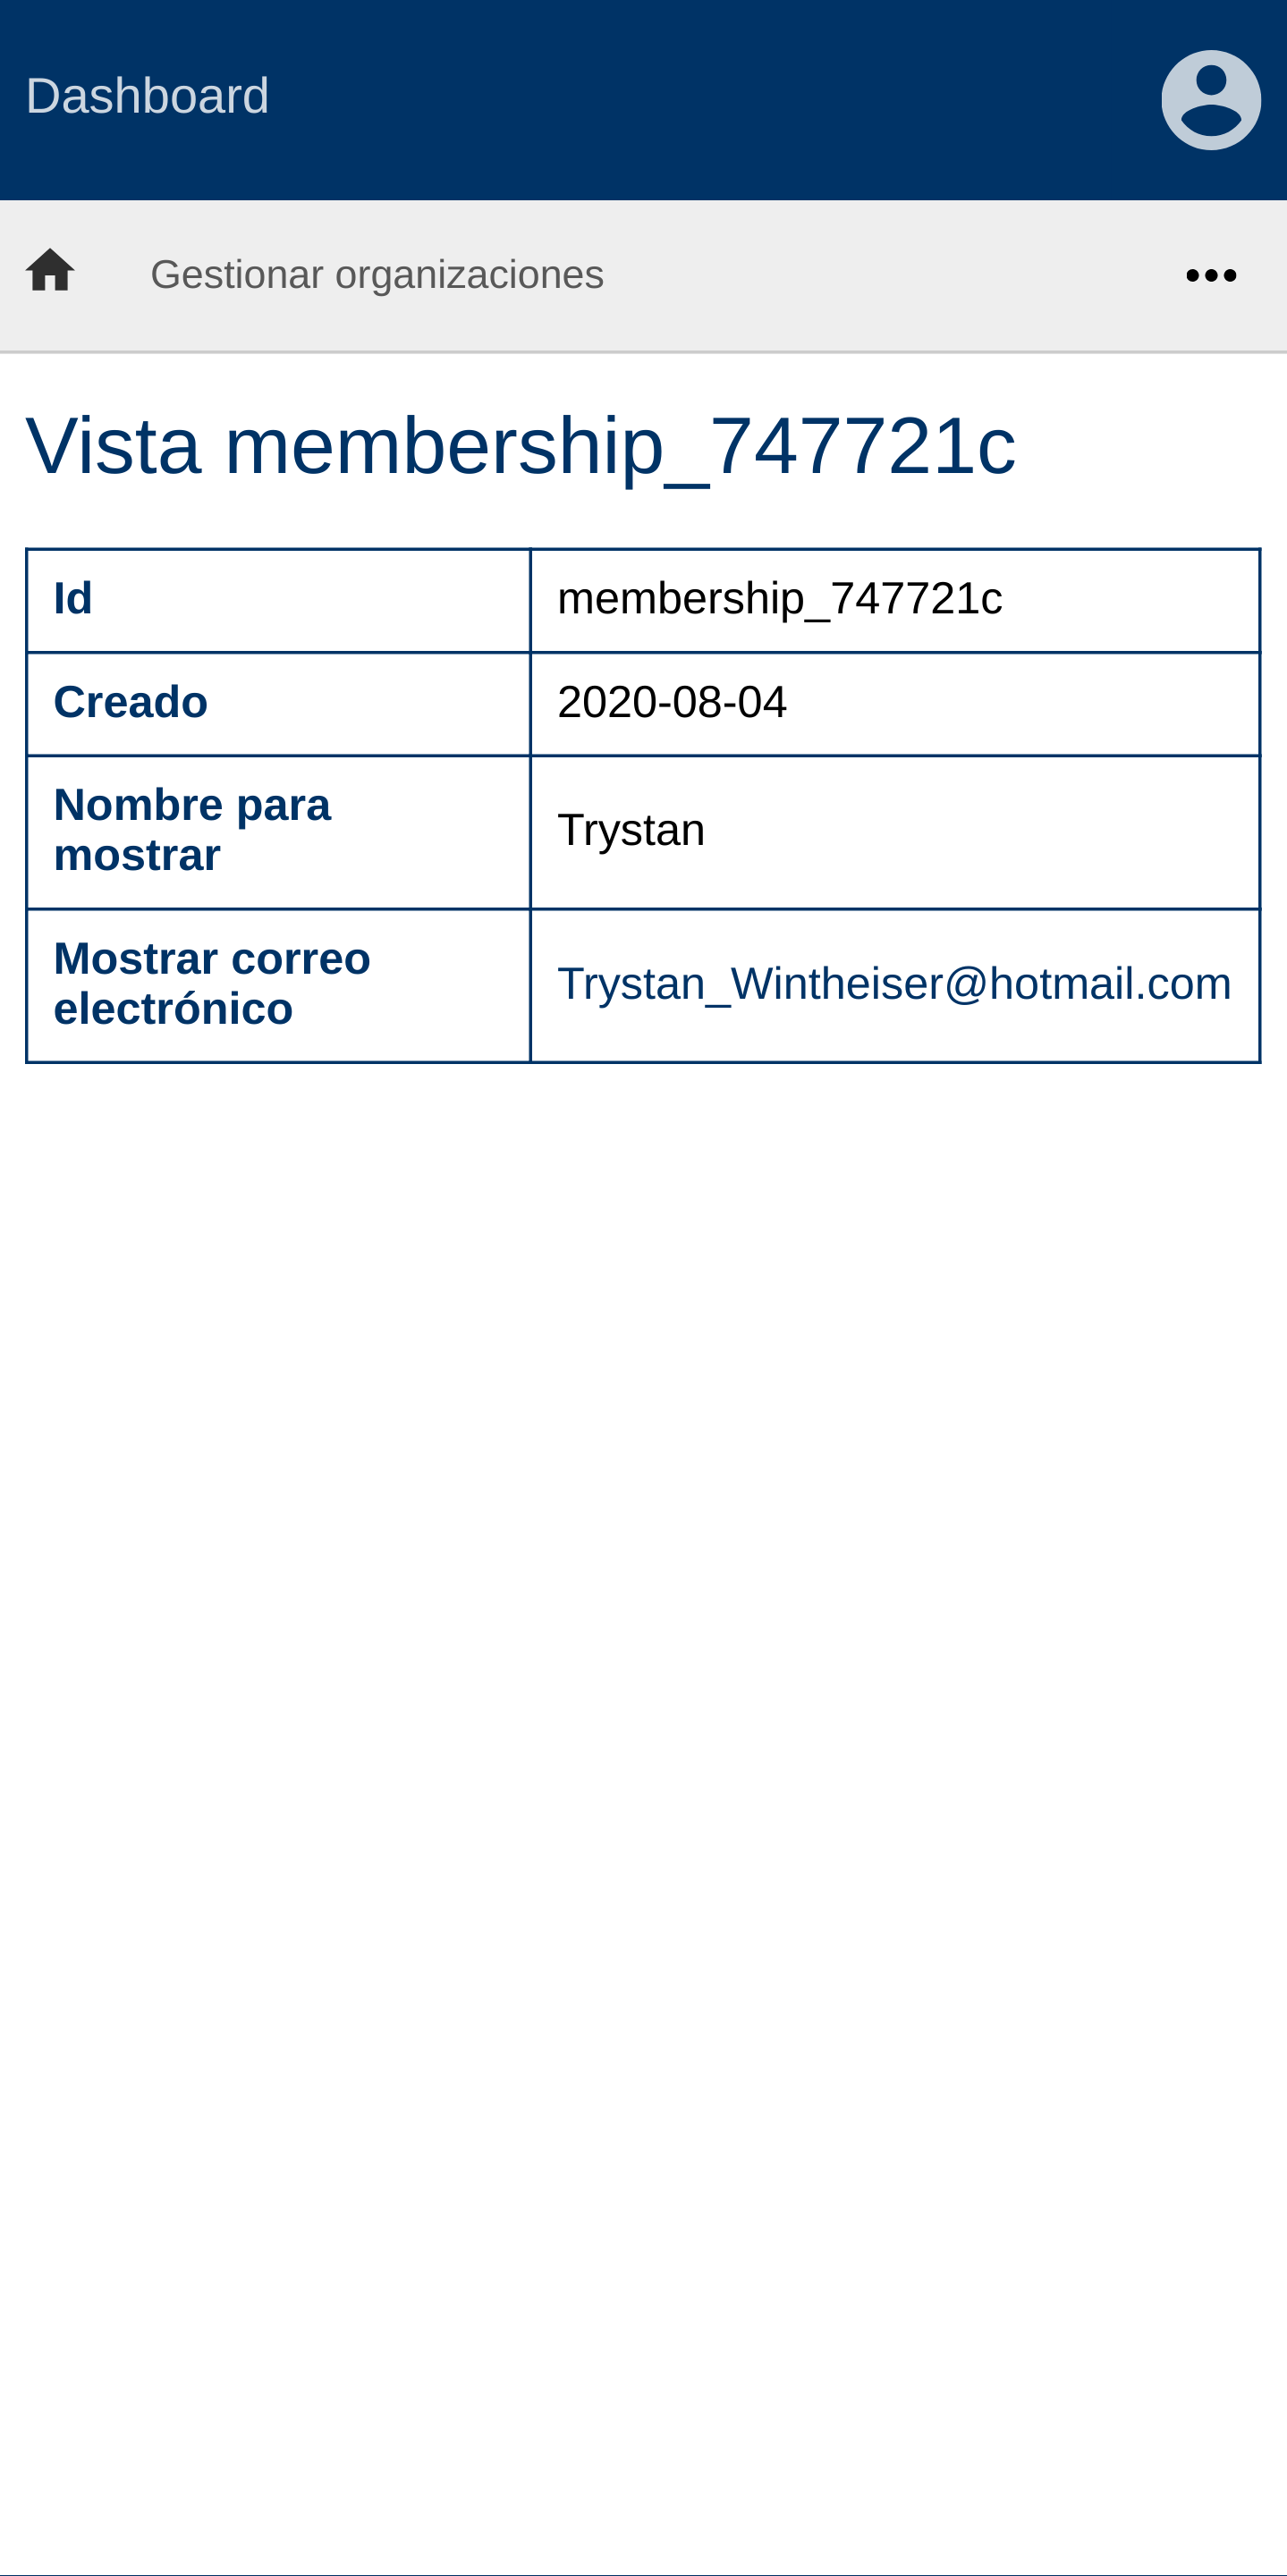 Dashboard
Gestionar organizaciones
Vista membership_747721c
Id
membership_747721c
Creado
2020-08-04
Nombre para
mostrar
Trystan
Mostrar correo
electrónico
Trystan_Wintheiser@hotmail.com